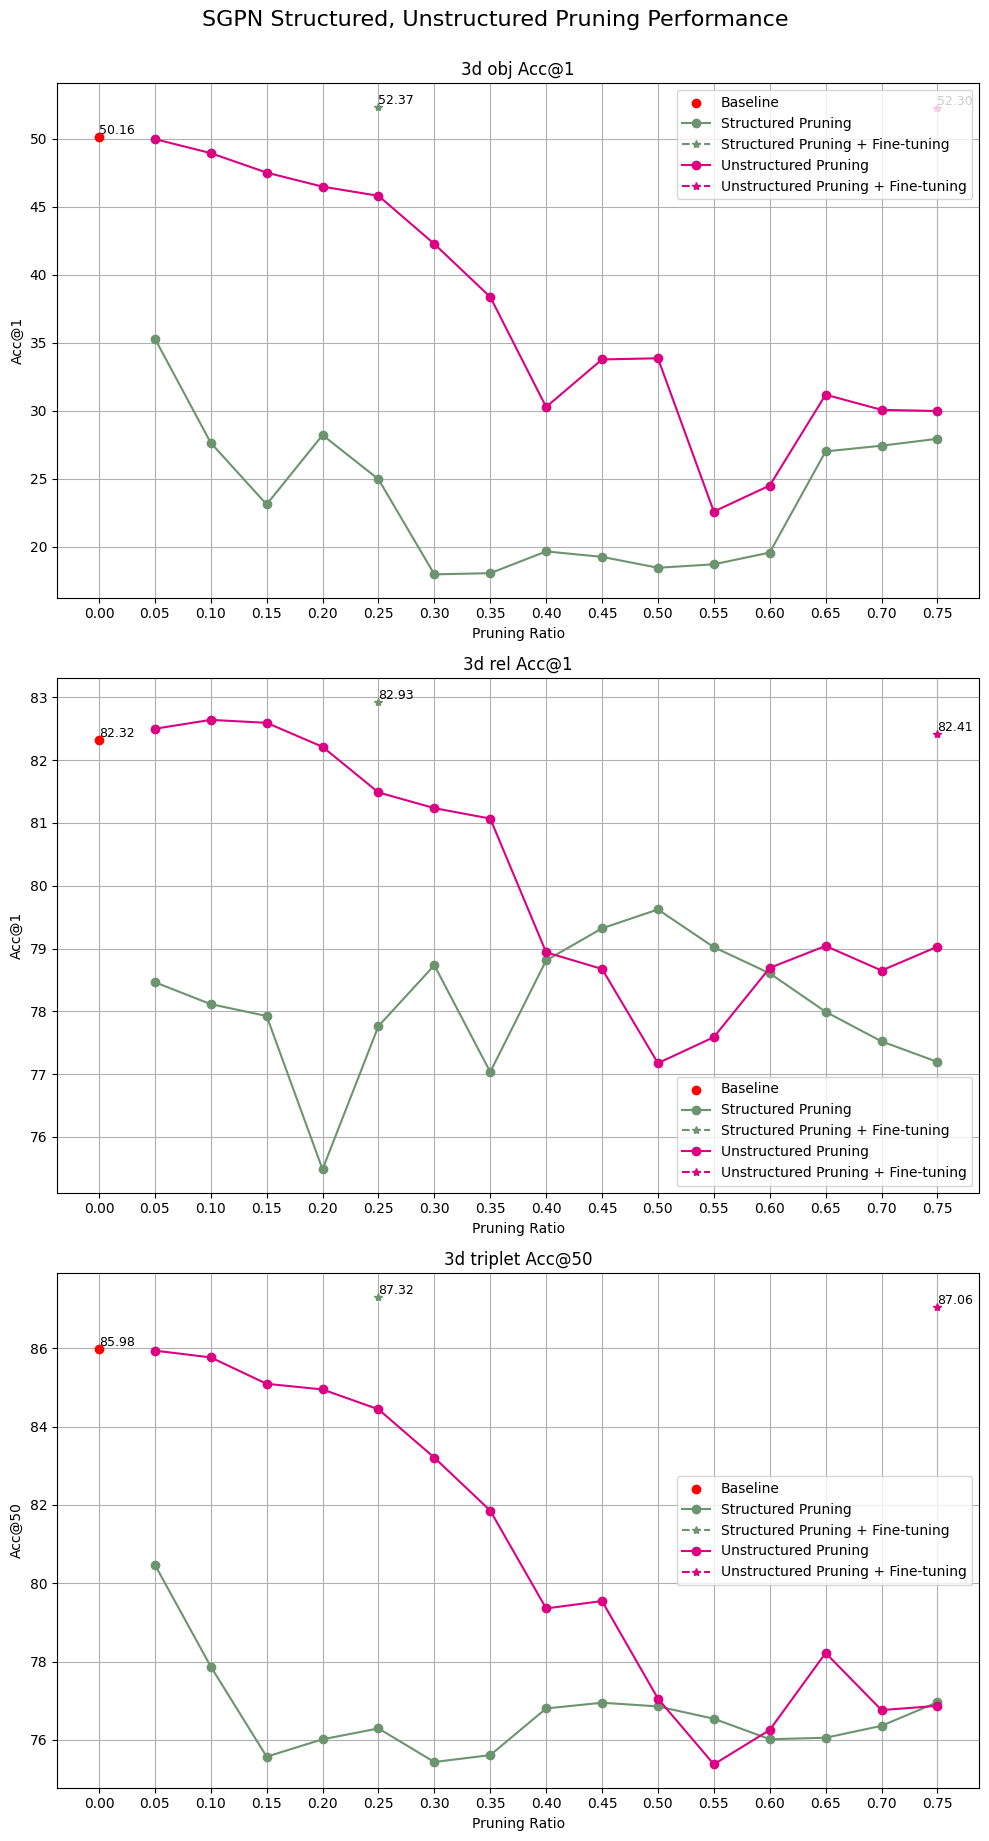 SGPN Structured, Unstructured Pruning Performance
3d obj Acc@1
52.37
52.30
50.16
Baseline
Structured Pruning
Structured Pruning + Fine-tuning
Unstructured Pruning
Unstructured Pruning + Fine-tuning
50
45
40
35
30
25
20
Acc@1
0.00 0.05 0.10 0.15 0.20 0.25 0.30 0.35 0.40 0.45 0.50 0.55 0.60 0.65 0.70 0.75
Pruning Ratio
3d rel Acc@1
82.93
82.41
82.32
83
82
81
80
79
78
77
76
Acc@1
Baseline
Structured Pruning
Structured Pruning + Fine-tuning
Unstructured Pruning
Unstructured Pruning + Fine-tuning
0.00 0.05 0.10 0.15 0.20 0.25 0.30 0.35 0.40 0.45 0.50 0.55 0.60 0.65 0.70 0.75
Pruning Ratio
3d triplet Acc@50
87.32
87.06
85.98
86
84
82
80
78
76
Acc@50
Baseline
Structured Pruning
Structured Pruning + Fine-tuning
Unstructured Pruning
Unstructured Pruning + Fine-tuning
0.00 0.05 0.10 0.15 0.20 0.25 0.30 0.35 0.40 0.45 0.50 0.55 0.60 0.65 0.70 0.75
Pruning Ratio